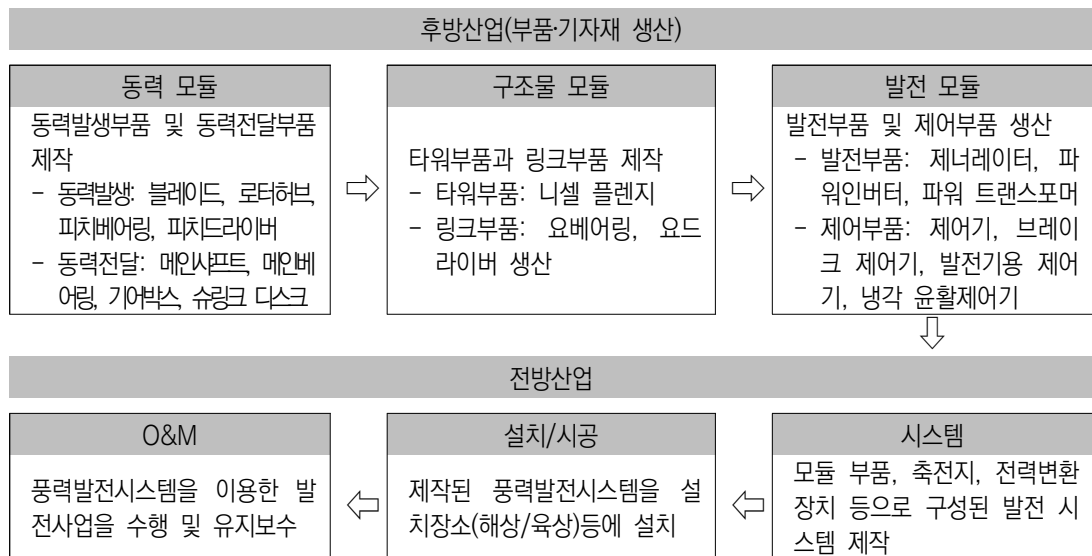 후방산업(부품·기자재 생산)
동력 모듈
동력발생부품 및 동력전달부품
제작
- 동력발생: 블레이드, 로터허브,
피치베어링, 피치드라이버
- 동력전달: 메인샤프트, 메인베
어링, 기어박스, 슈링크 디스크
구조물 모듈
타워부품과 링크부품 제작
- 타워부품: 니셀 플렌지
- 링크부품: 요베어링, 요드
라이버 생산
발전 모듈
발전부품 및 제어부품 생산
- 발전부품: 제너레이터, 파
워인버터, 파워 트랜스포머
- 제어부품: 제어기, 브레이
크 제어기, 발전기용 제어
기, 냉각 윤활제어기
전방산업
O&M
풍력발전시스템을 이용한 발
전사업을 수행 및 유지보수
설치/시공
제작된 풍력발전시스템을 설
치장소(해상/육상)등에 설치
시스템
모듈 부품, 축전지, 전력변환
장치 등으로 구성된 발전 시
스템 제작